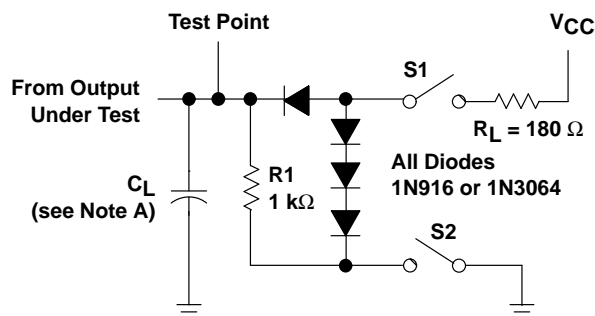 Test Point
VCC
S1
From Output
Under Test
RL = 180 Ω
R1
1 kΩ
All Diodes
1N916 or 1N3064
CL
(see Note A)
S2